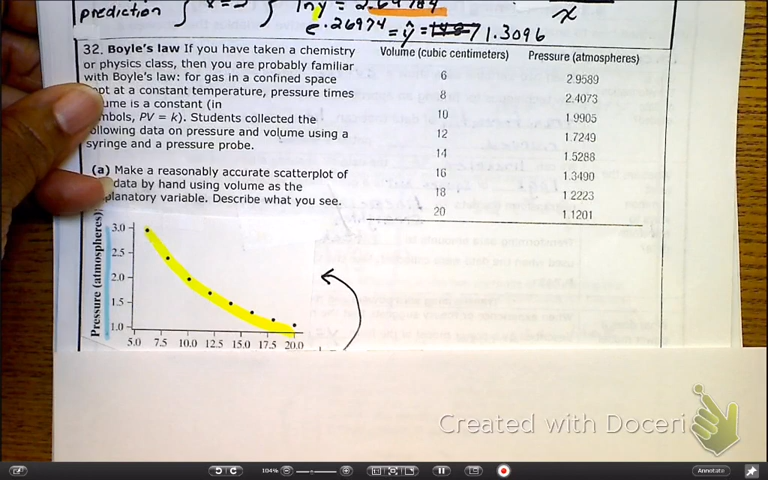 prediction
ln y = 2.69784
e .26974 = ŷ = 1.3096
x
32. Boyle's law If you have taken a chemistry
or physics class, then you are probably familiar
with Boyle's law: for gas in a confined space
at a constant temperature, pressure times
is a constant (in
PV = k). Students collected the
following data on pressure and volume using a
syringe and a pressure probe.
(a) Make a reasonably accurate scatterplot of
data by hand using volume as the
variable. Describe what you see.
Volume (cubic centimeters) Pressure (atmospheres)
6 2.9589
8 2.4073
10 1.9905
12 1.7249
14 1.5288
16 1.3490
18 1.2223
20 1.1201
Pressure (atmospheres)
3.0
2.5
2.0
1.5
1.0
5.0 7.5 10.0 12.5 15.0 17.5 20.0
Created with Doceri
104%
Annotate